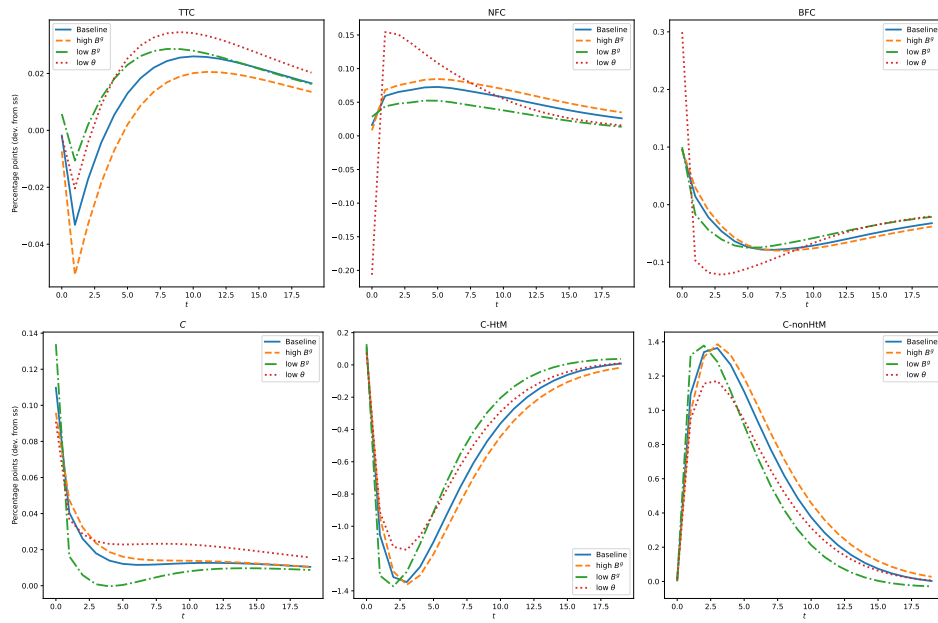 TTC
Percentage points (dev. from ss)
0.02
0.00
−0.02
−0.04
0.0 2.5 5.0 7.5 10.0 12.5 15.0 17.5
t
Baseline
high B^g
low B^g
low θ
NFC
0.15
0.10
0.05
0.00
−0.05
−0.10
−0.15
−0.20
0.0 2.5 5.0 7.5 10.0 12.5 15.0 17.5
t
Baseline
high B^g
low B^g
low θ
BFC
0.3
0.2
0.1
0.0
−0.1
0.0 2.5 5.0 7.5 10.0 12.5 15.0 17.5
t
Baseline
high B^g
low B^g
low θ
C
Percentage points (dev. from ss)
0.14
0.12
0.10
0.08
0.06
0.04
0.02
0.00
0.0 2.5 5.0 7.5 10.0 12.5 15.0 17.5
t
Baseline
high B^g
low B^g
low θ
C-HtM
0.2
0.0
−0.2
−0.4
−0.6
−0.8
−1.0
−1.2
−1.4
0.0 2.5 5.0 7.5 10.0 12.5 15.0 17.5
t
Baseline
high B^g
low B^g
low θ
C-nonHtM
1.4
1.2
1.0
0.8
0.6
0.4
0.2
0.0
0.0 2.5 5.0 7.5 10.0 12.5 15.0 17.5
t
Baseline
high B^g
low B^g
low θ